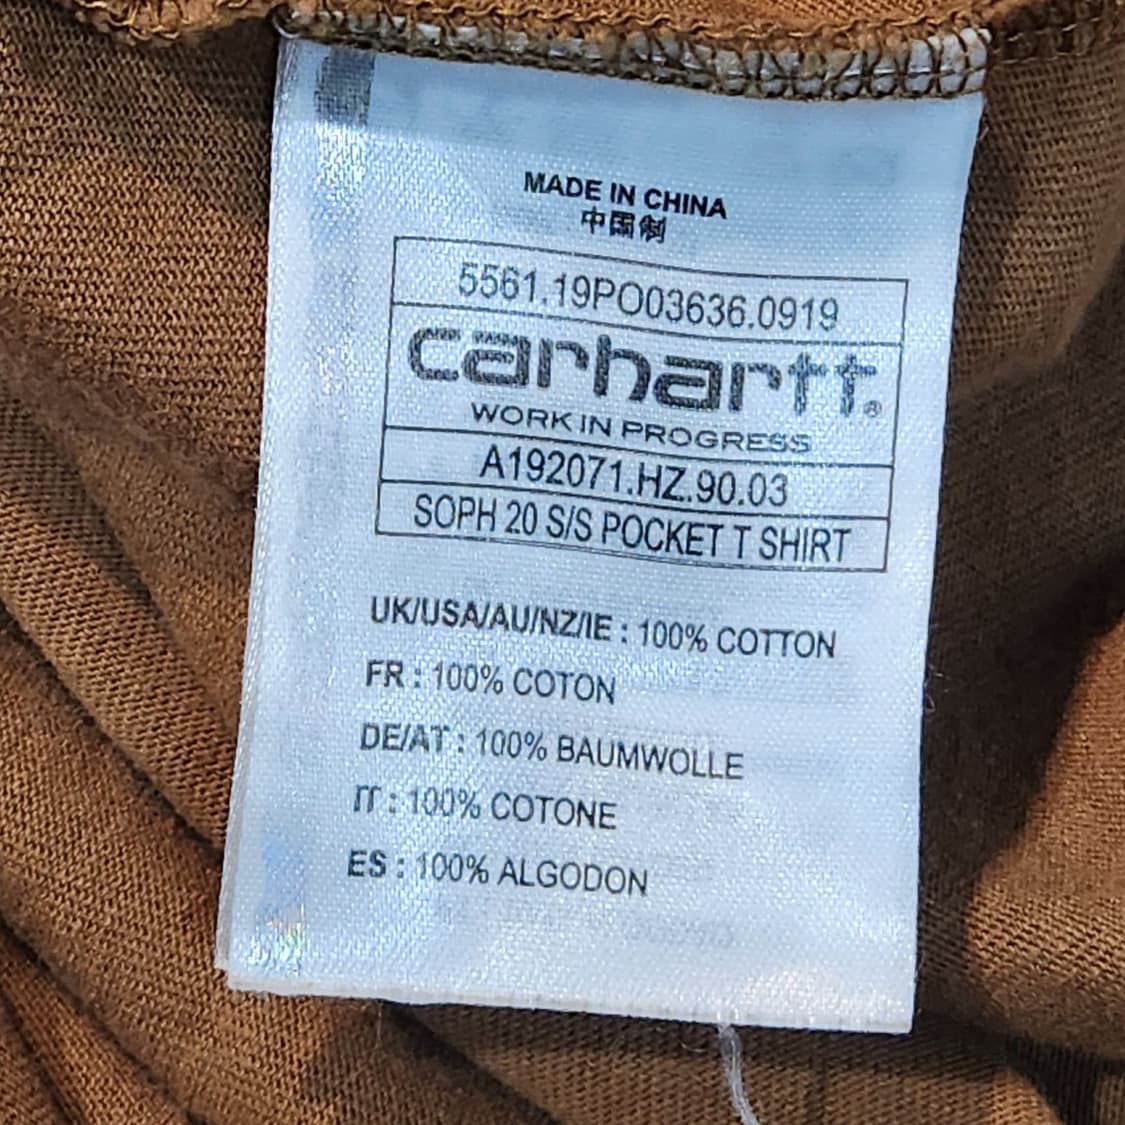 MADE IN CHINA
中国制
5561.19PO03636.0919
carhartt®
WORK IN PROGRESS
A192071.HZ.90.03
SOPH 20 S/S POCKET T SHIRT
UK/USA/AU/NZ/IE : 100% COTTON
FR : 100% COTON
DE/AT : 100% BAUMWOLLE
IT : 100% COTONE
ES : 100% ALGODON